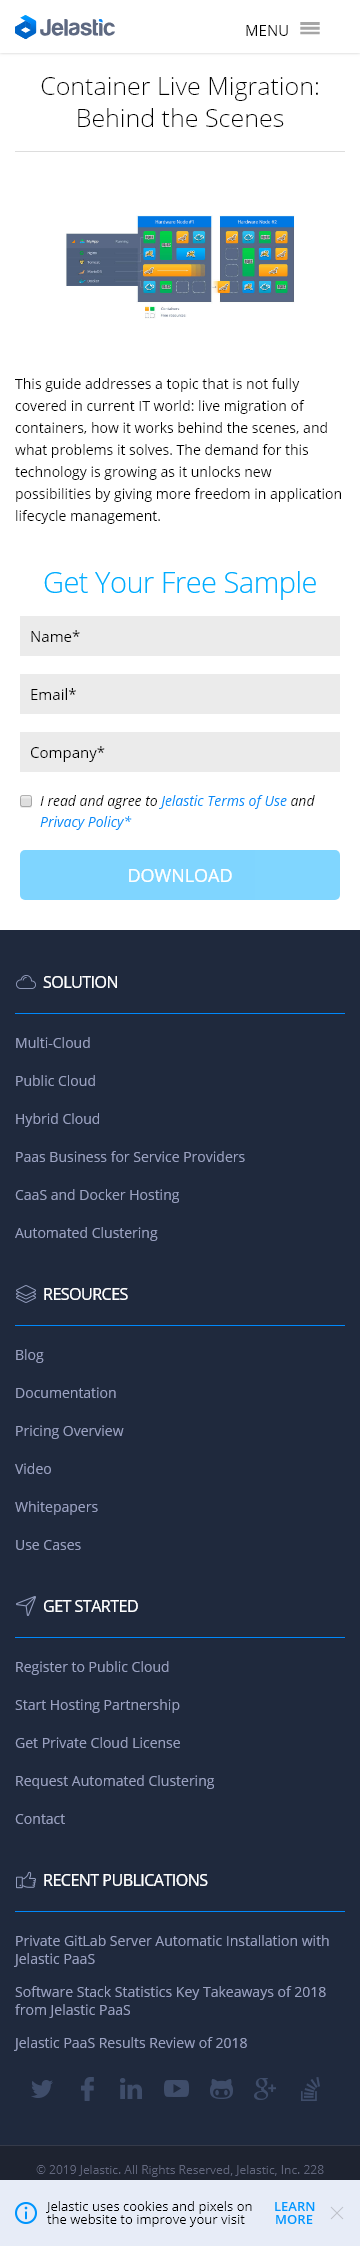 Jelastic
MENU
Container Live Migration:
Behind the Scenes
Hardware Node #1
Hardware Node #2
MyApp
Containers
This guide addresses a topic that is not fully
covered in current IT world: live migration of
containers, how it works behind the scenes, and
what problems it solves. The demand for this
technology is growing as it unlocks new
possibilities by giving more freedom in application
lifecycle management.
Get Your Free Sample
Name*
Email*
Company*
I read and agree to Jelastic Terms of Use and
Privacy Policy*
DOWNLOAD
SOLUTION
Multi-Cloud
Public Cloud
Hybrid Cloud
Paas Business for Service Providers
CaaS and Docker Hosting
Automated Clustering
RESOURCES
Blog
Documentation
Pricing Overview
Video
Whitepapers
Use Cases
GET STARTED
Register to Public Cloud
Start Hosting Partnership
Get Private Cloud License
Request Automated Clustering
Contact
RECENT PUBLICATIONS
Private GitLab Server Automatic Installation with
Jelastic PaaS
Software Stack Statistics Key Takeaways of 2018
from Jelastic PaaS
Jelastic PaaS Results Review of 2018
© 2019 Jelastic. All Rights Reserved, Jelastic, Inc. 228
Jelastic uses cookies and pixels on
the website to improve your visit
LEARN
MORE